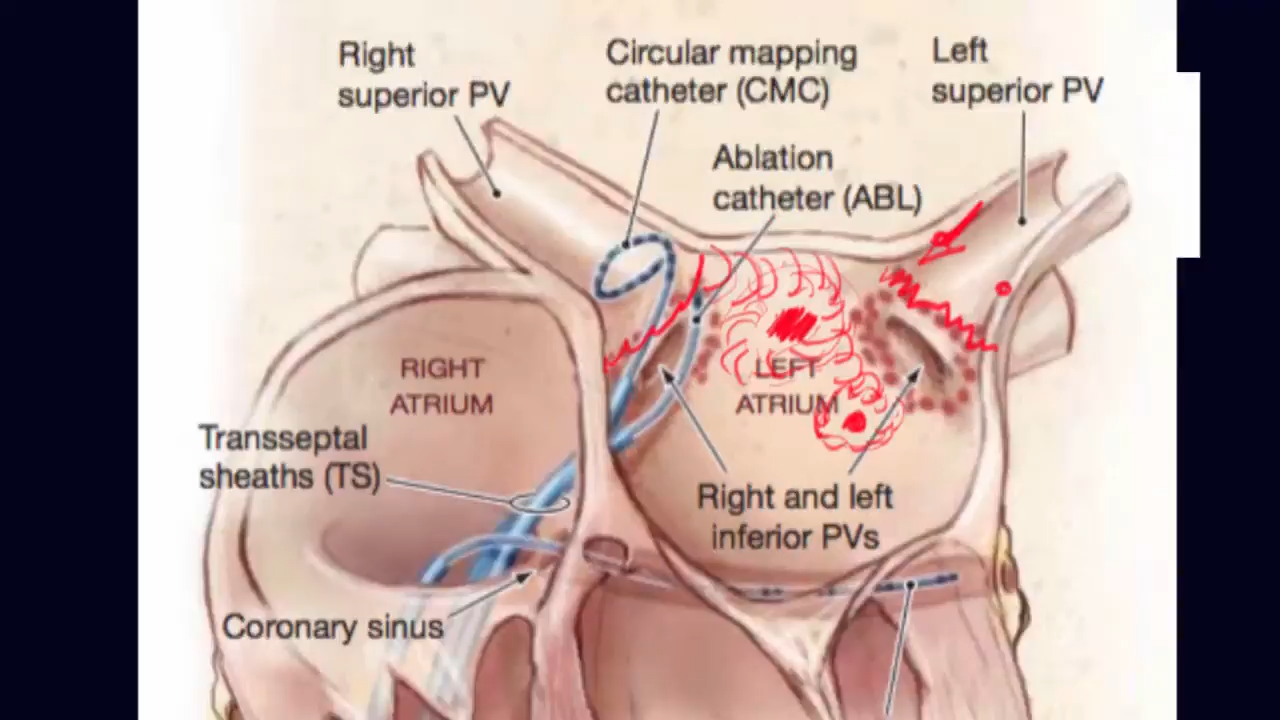 Right
superior PV
Circular mapping
catheter (CMC)
Left
superior PV
Ablation
catheter (ABL)
RIGHT
ATRIUM
LEFT
ATRIUM
Transseptal
sheaths (TS)
Right and left
inferior PVs
Coronary sinus